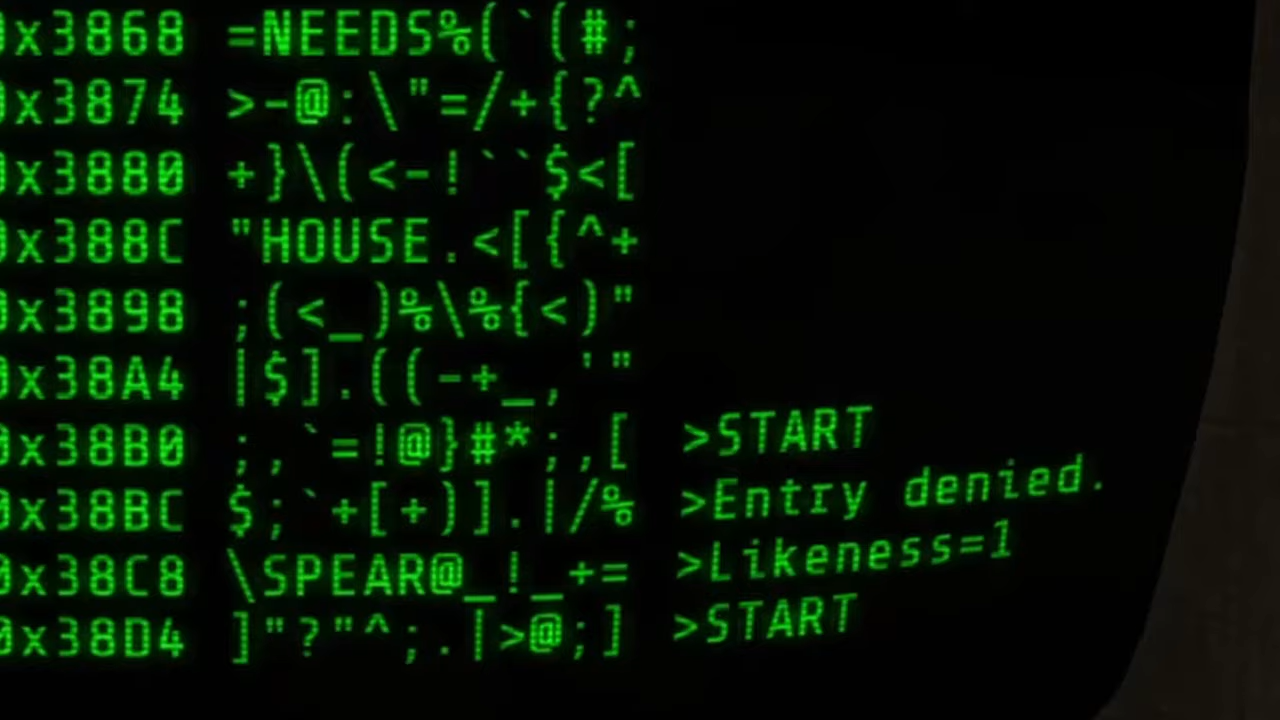 0x3868 =NEEDS%(`(#;
0x3874 >-@:\"=/+{?^
0x3880 +}\(<-!``$<[
0x388C "HOUSE.<[{^+
0x3898 ;(<_)%\%{<)"
0x38A4 |$].((-+_,'"
0x38B0 ;,`=!@}#*;,[ >START
0x38BC $;`+[+)].|/% >Entry denied.
0x38C8 \SPEAR@_!_+= >Likeness=1
0x38D4 ]"?"^;.|>@;] >START